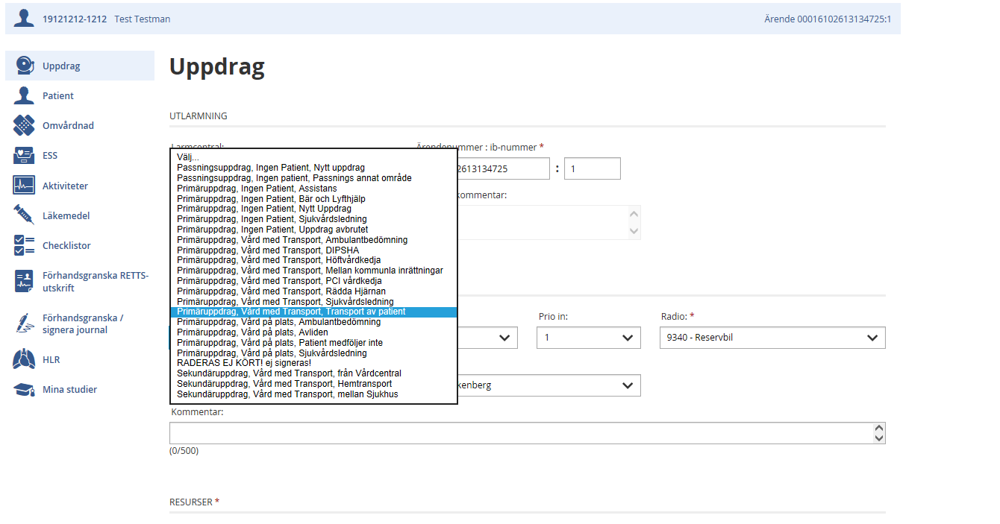 19121212-1212 Test Testman
Ärende 00016102613134725:1
Uppdrag
Patient
Omvårdnad
ESS
Aktiviteter
Läkemedel
Checklistor
Förhandsgranska RETTS-
utskrift
Förhandsgranska /
signera journal
HLR
Mina studier
Uppdrag
UTLARMNING
Larmcentral:
Ärendenummer : ib-nummer *
2613134725 : 1
kommentar:
Välj...
Passningsuppdrag, Ingen Patient, Nytt uppdrag
Passningsuppdrag, Ingen patient, Passnings annat område
Primäruppdrag, Ingen Patient, Assistans
Primäruppdrag, Ingen Patient, Bär och Lyfthjälp
Primäruppdrag, Ingen Patient, Nytt Uppdrag
Primäruppdrag, Ingen Patient, Sjukvårdsledning
Primäruppdrag, Ingen Patient, Uppdrag avbrutet
Primäruppdrag, Vård med Transport, Ambulantbedömning
Primäruppdrag, Vård med Transport, DIPSHA
Primäruppdrag, Vård med Transport, Höftvårdkedja
Primäruppdrag, Vård med Transport, Mellan kommunla inrättningar
Primäruppdrag, Vård med Transport, PCI vårdkedja
Primäruppdrag, Vård med Transport, Rädda Hjärnan
Primäruppdrag, Vård med Transport, Sjukvårdsledning
Primäruppdrag, Vård med Transport, Transport av patient
Primäruppdrag, Vård på plats, Ambulantbedömning
Primäruppdrag, Vård på plats, Avliden
Primäruppdrag, Vård på plats, Patient medföljer inte
Primäruppdrag, Vård på plats, Sjukvårdsledning
RADERAS EJ KÖRT! ej signeras!
Sekundäruppdrag, Vård med Transport, från Vårdcentral
Sekundäruppdrag, Vård med Transport, Hemtransport
Sekundäruppdrag, Vård med Transport, mellan Sjukhus
Prio in:
1
Radio: *
9340 - Reservbil
kenberg
Kommentar:
(0/500)
RESURSER *